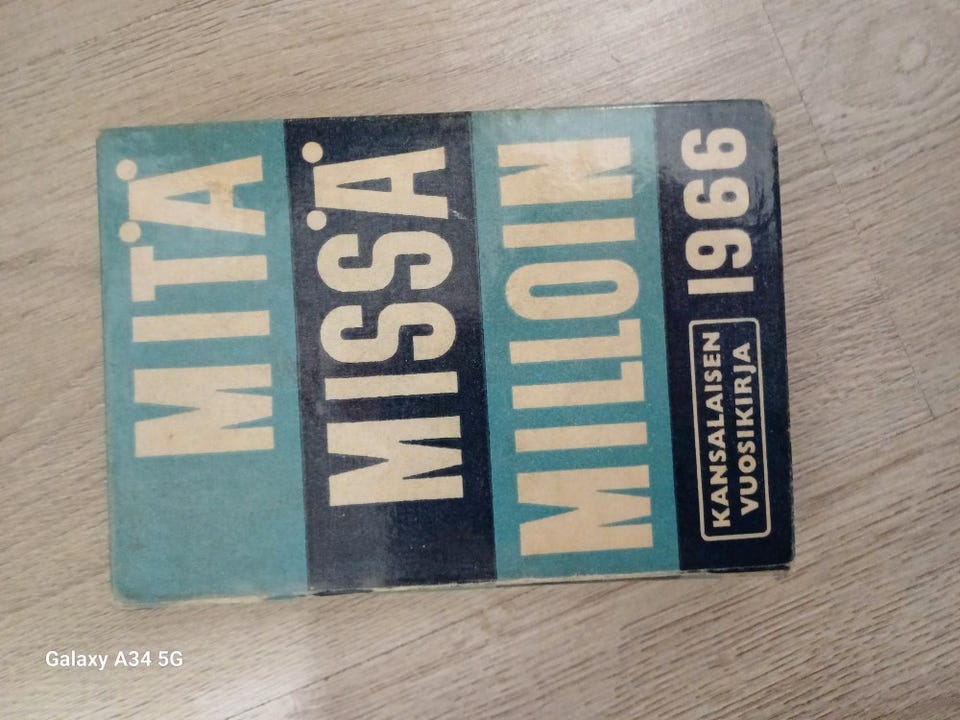 MITÄ
MISSÄ
MILLOIN
KANSALAISEN
VUOSIKIRJA
1966
Galaxy A34 5G